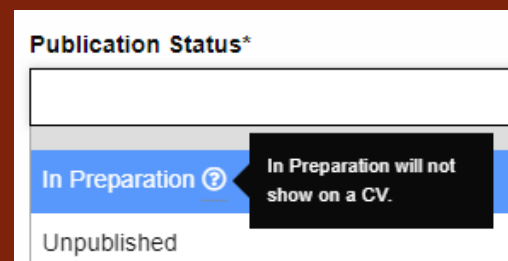 Publication Status*
In Preparation
In Preparation will not
show on a CV.
Unpublished